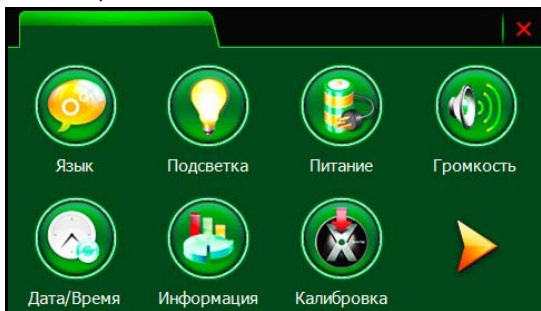 Язык
Подсветка
Питание
Громкость
Дата/Время
Информация
Калибровка